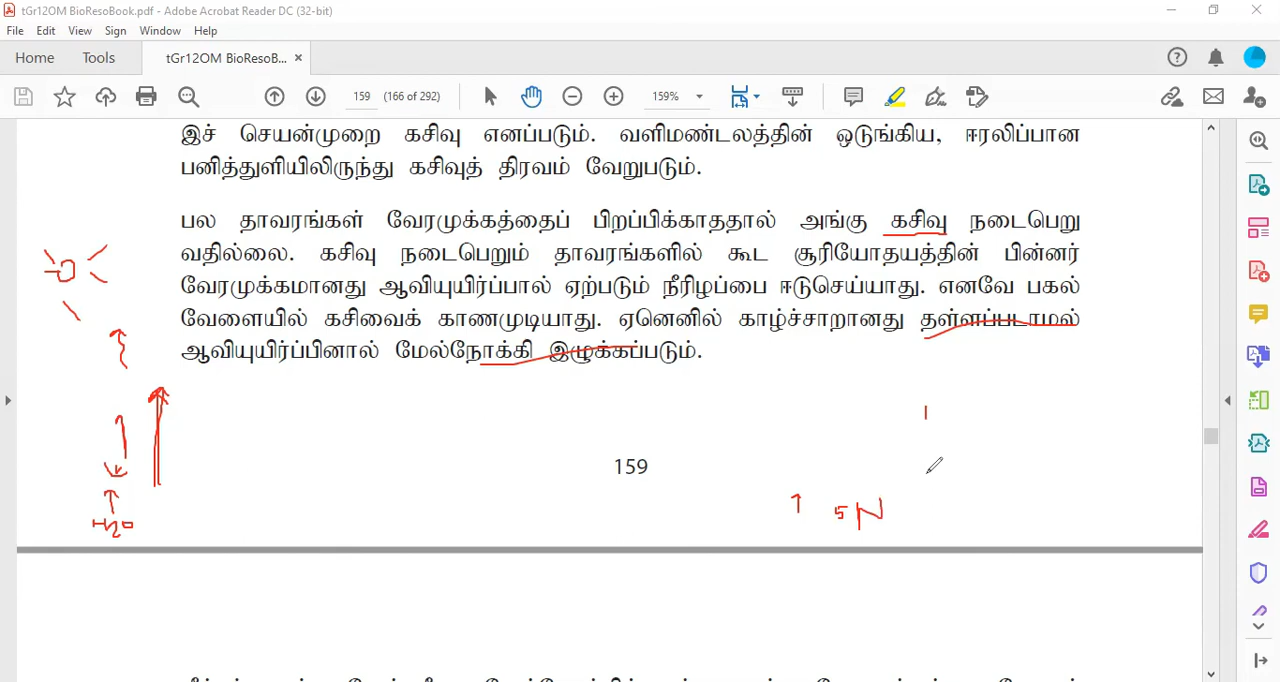 tGr12OM BioResoBook.pdf - Adobe Acrobat Reader DC (32-bit)
File Edit View Sign Window Help
Home Tools tGr12OM BioResoB... ×
159 (166 of 292) 159%
இச் செயன்முறை கசிவு எனப்படும். வளிமண்டலத்தின் ஒடுங்கிய, ஈரலிப்பான
பனித்துளியிலிருந்து கசிவுத் திரவம் வேறுபடும்.
பல தாவரங்கள் வேரமுக்கத்தைப் பிறப்பிக்காததால் அங்கு கசிவு நடைபெறு
வதில்லை. கசிவு நடைபெறும் தாவரங்களில் கூட சூரியோதயத்தின் பின்னர்
வேரமுக்கமானது ஆவியுயிர்ப்பால் ஏற்படும் நீரிழப்பை ஈடுசெய்யாது. எனவே பகல்
வேளையில் கசிவைக் காணமுடியாது. ஏனெனில் காழ்ச்சாறானது தள்ளப்படாமல்
ஆவியுயிர்ப்பினால் மேல்நோக்கி இழுக்கப்படும்.
159
5N
H2O